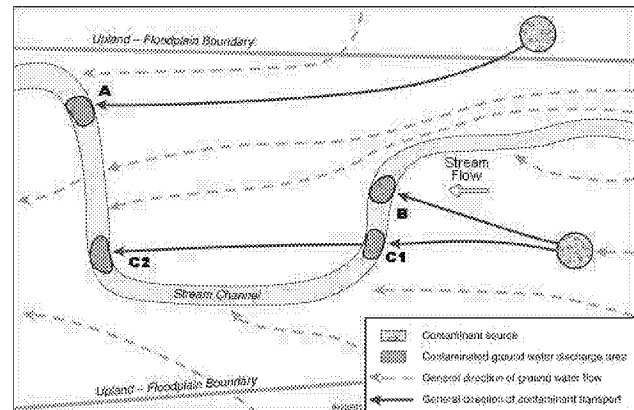 Upland – Floodplain Boundary
A
Stream
Flow
B
C1
C2
Stream Channel
Upland – Floodplain Boundary
Contaminant source
Contaminated ground water discharge area
General direction of ground water flow
General direction of contaminant transport